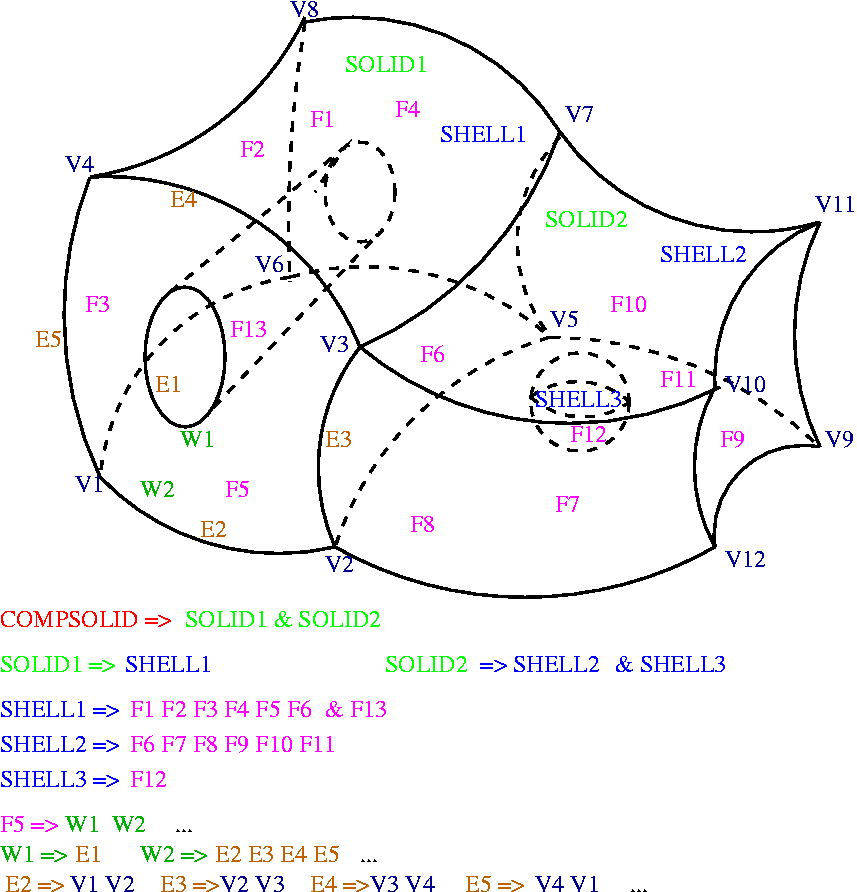 V8
SOLID1
F1
F4
V7
SHELL1
F2
V4
E4
V11
SOLID2
SHELL2
V6
F3
F10
E5
F13
V3
V5
F6
E1
F11
V10
SHELL3
W1
E3
F12
F9
V9
V1
W2
F5
F7
E2
F8
V2
V12
COMPSOLID => SOLID1 & SOLID2
SOLID1 => SHELL1 SOLID2 => SHELL2 & SHELL3
SHELL1 => F1 F2 F3 F4 F5 F6 & F13
SHELL2 => F6 F7 F8 F9 F10 F11
SHELL3 => F12
F5 => W1 W2 ...
W1 => E1 W2 => E2 E3 E4 E5 ...
E2 => V1 V2 E3 =>V2 V3 E4 =>V3 V4 E5 => V4 V1 ...